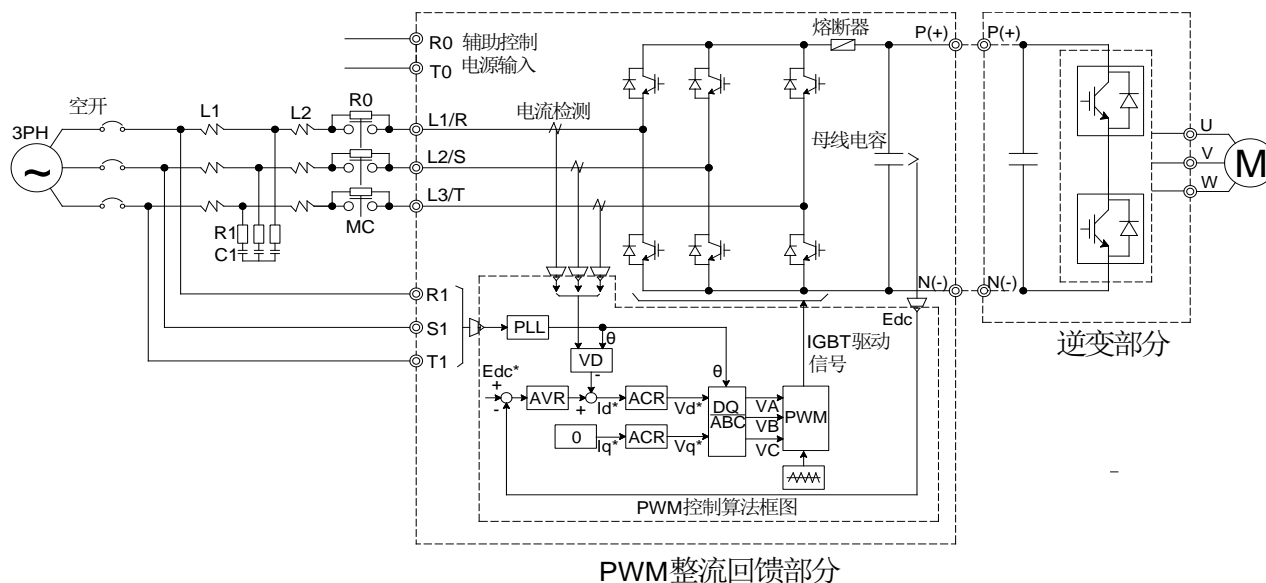 R0 辅助控制
电源输入
T0
熔断器
P(+)
P(+)
空开
L1
L2
R0
电流检测
3PH
~
L1/R
L2/S
L3/T
母线电容
U
V
W
M
R1
C1
MC
R1
S1
T1
N(-)
N(-)
Edc
PLL
θ
VD
-
θ
IGBT驱动
信号
逆变部分
Edc*
+
-
AVR
+
Id*
ACR
Vd*
DQ
ABC
VA
VB
VC
PWM
0
Iq*
ACR
Vq*
PWM控制算法框图
PWM整流回馈部分